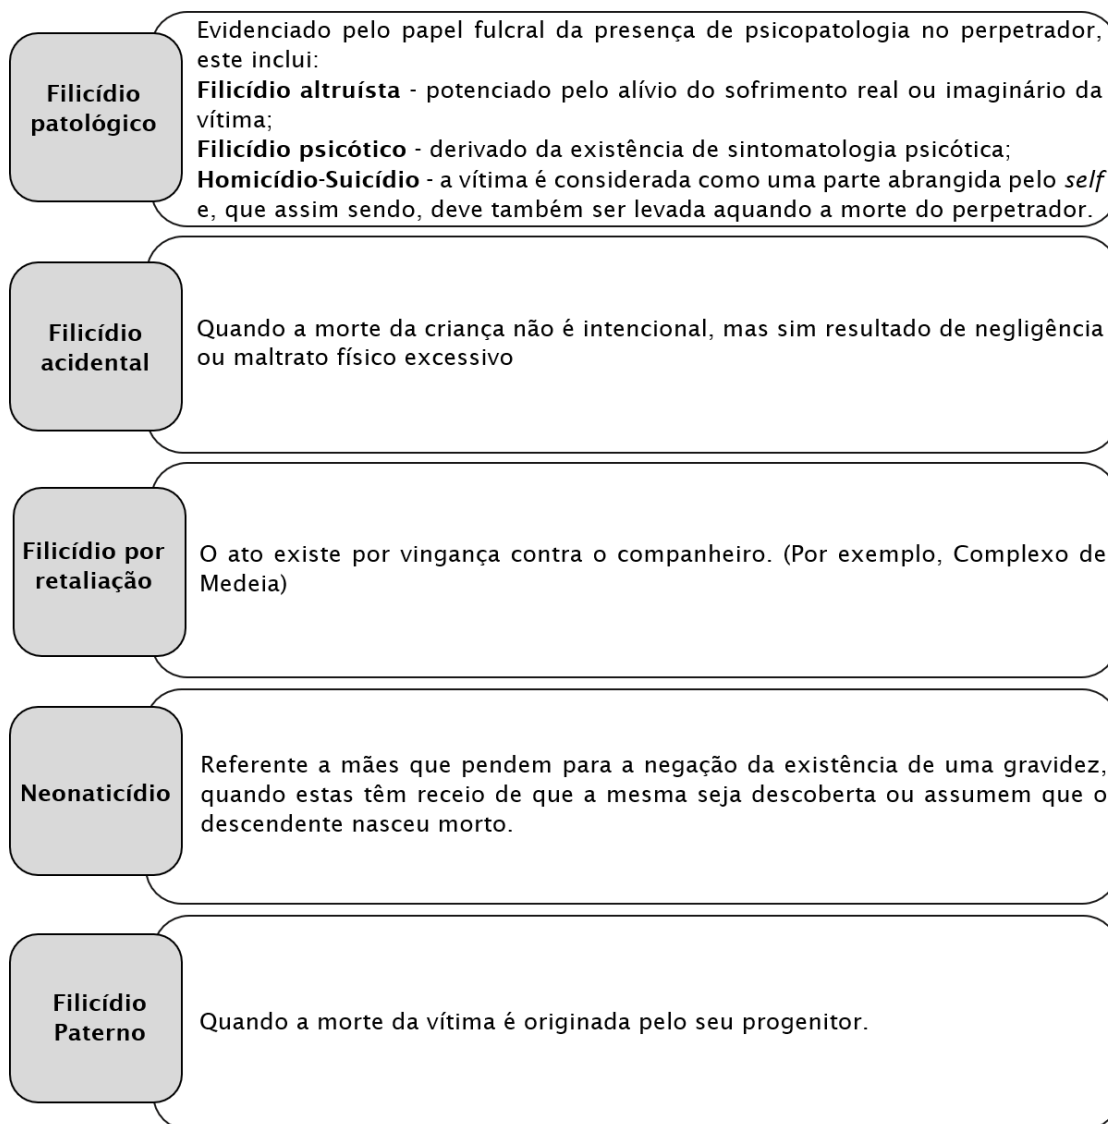 Filicídio
patológico
Evidenciado pelo papel fulcral da presença de psicopatologia no perpetrador,
este inclui:
Filicídio altruísta - potenciado pelo alívio do sofrimento real ou imaginário da
vítima;
Filicídio psicótico - derivado da existência de sintomatologia psicótica;
Homicídio-Suicídio - a vítima é considerada como uma parte abrangida pelo self
e, que assim sendo, deve também ser levada aquando a morte do perpetrador.
Filicídio
acidental
Quando a morte da criança não é intencional, mas sim resultado de negligência
ou maltrato físico excessivo
Filicídio por
retaliação
O ato existe por vingança contra o companheiro. (Por exemplo, Complexo de
Medeia)
Neonaticídio
Referente a mães que pendem para a negação da existência de uma gravidez,
quando estas têm receio de que a mesma seja descoberta ou assumem que o
descendente nasceu morto.
Filicídio
Paterno
Quando a morte da vítima é originada pelo seu progenitor.